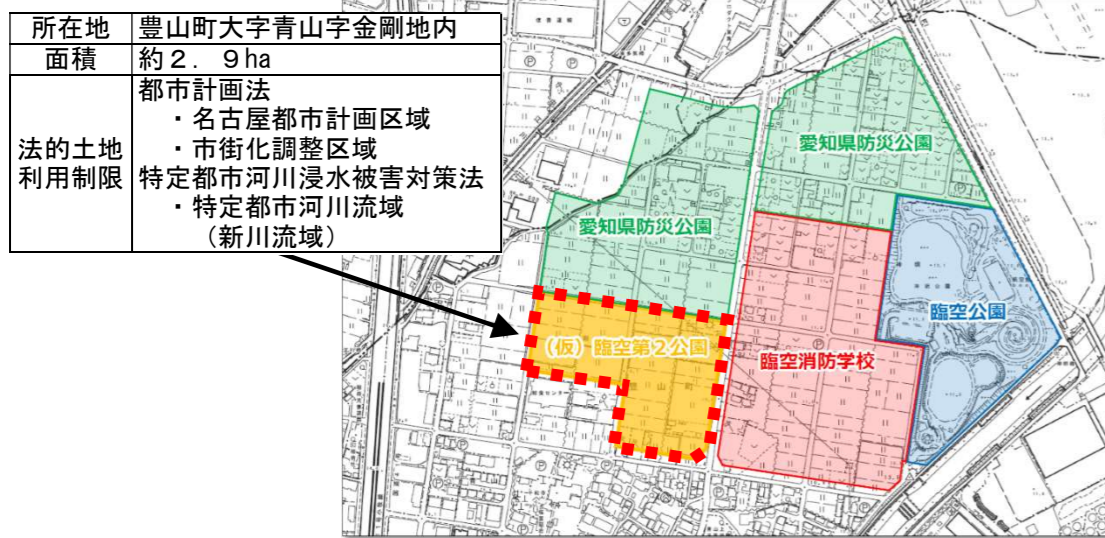 所在地 豊山町大字青山字金剛地内
面積 約２．９ha
法的土地利用制限
都市計画法
・名古屋都市計画区域
・市街化調整区域
特定都市河川浸水被害対策法
・特定都市河川流域
（新川流域）
愛知県防災公園
愛知県防災公園
臨空公園
（仮）臨空第２公園
臨空消防学校
豊山町